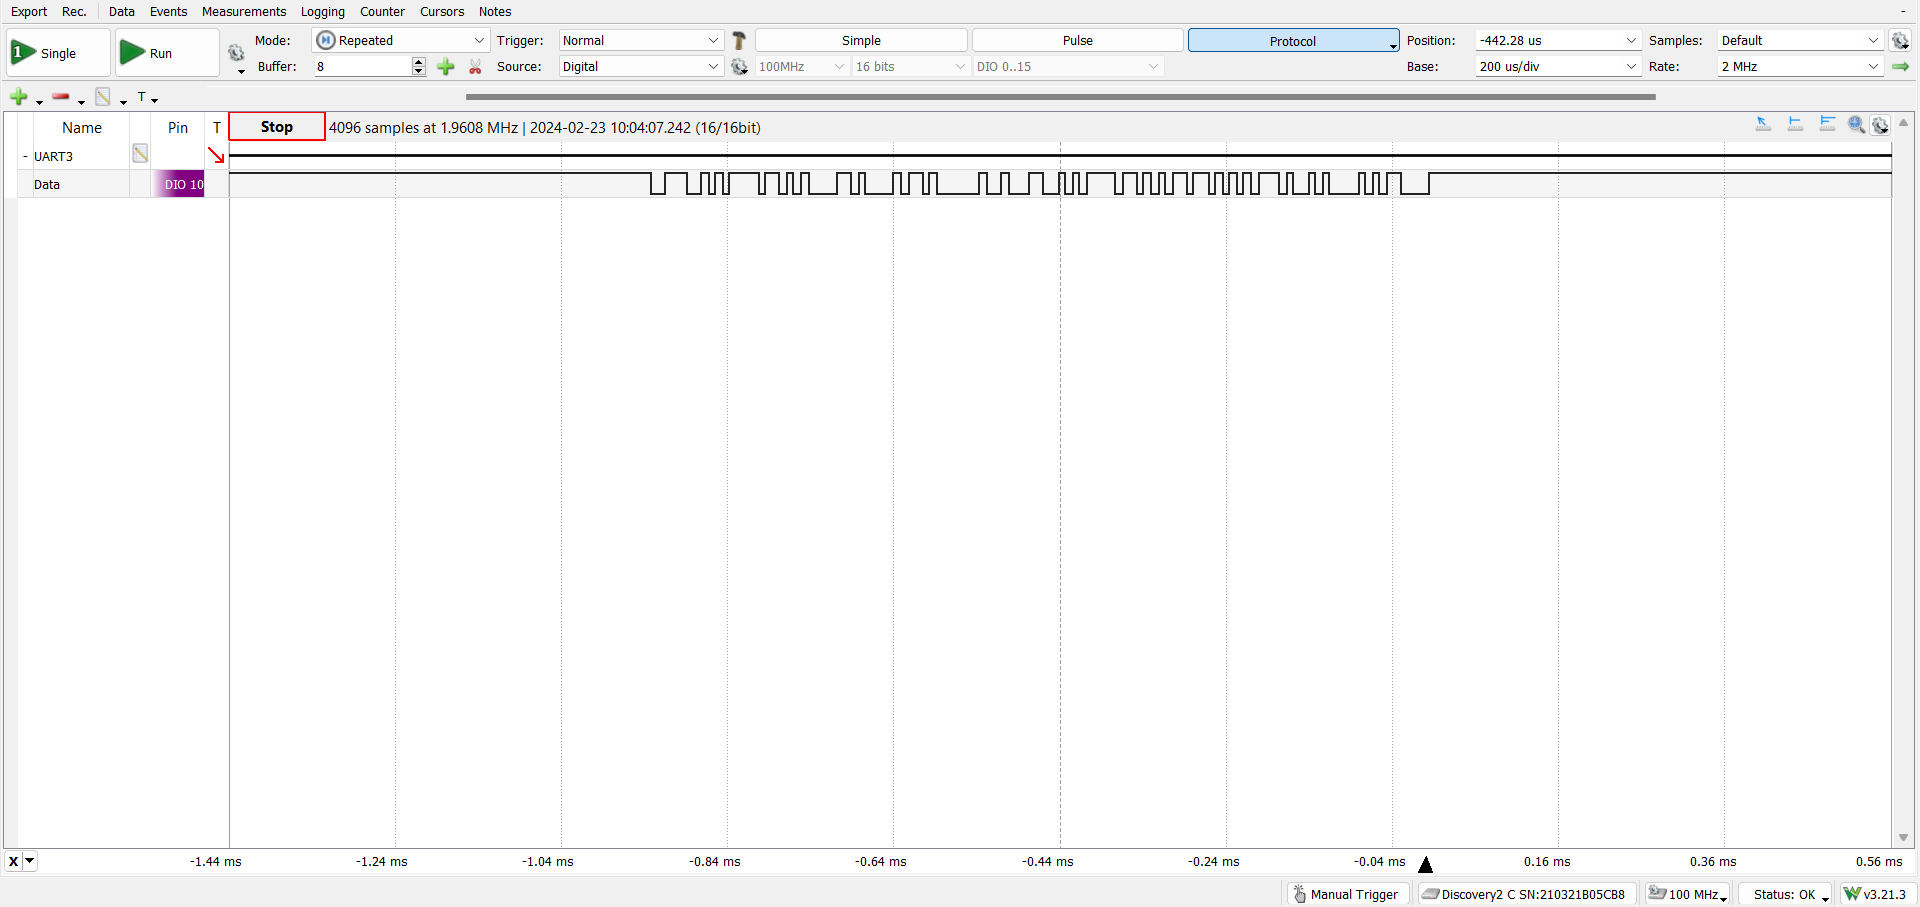 Export Rec. Data Events Measurements Logging Counter Cursors Notes -
1 Single Run Mode: Repeated Trigger: Normal Simple Pulse Protocol Position: -442.28 us Samples: Default
Buffer: 8 Source: Digital 100MHz 16 bits DIO 0..15 Base: 200 us/div Rate: 2 MHz
T
Name Pin T Stop 4096 samples at 1.9608 MHz | 2024-02-23 10:04:07.242 (16/16bit)
- UART3
Data DIO 10
X -1.44 ms -1.24 ms -1.04 ms -0.84 ms -0.64 ms -0.44 ms -0.24 ms -0.04 ms 0.16 ms 0.36 ms 0.56 ms
Manual Trigger Discovery2 C SN:210321B05CB8 100 MHz Status: OK W v3.21.3